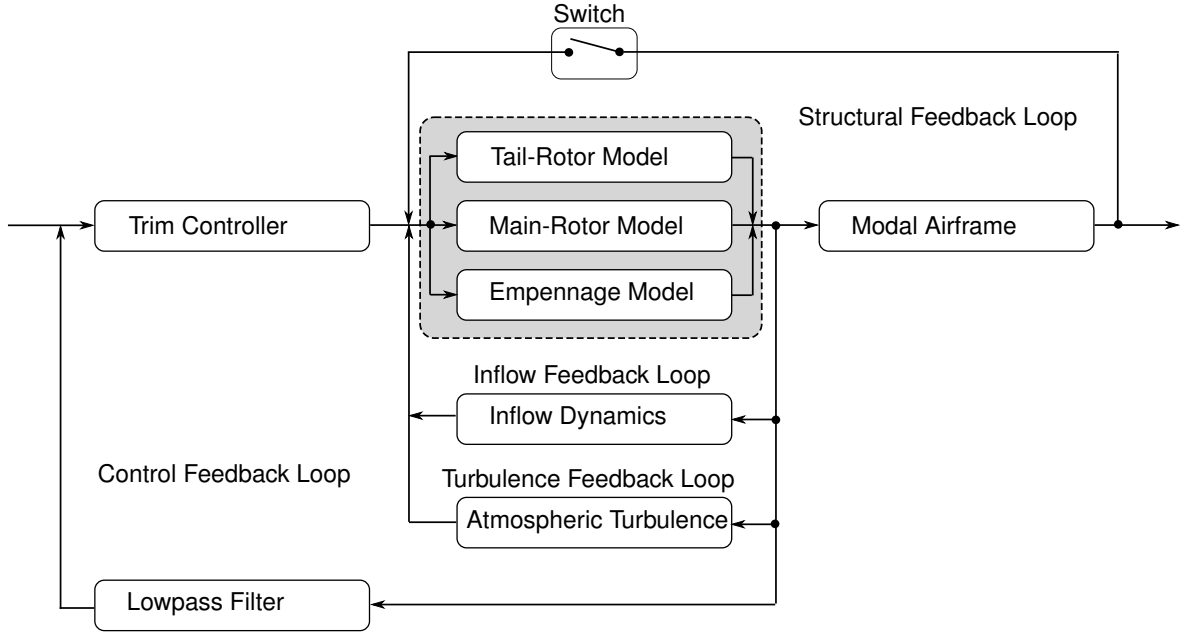 Switch
Structural Feedback Loop
Tail-Rotor Model
Trim Controller
Main-Rotor Model
Modal Airframe
Empennage Model
Inflow Feedback Loop
Inflow Dynamics
Control Feedback Loop
Turbulence Feedback Loop
Atmospheric Turbulence
Lowpass Filter